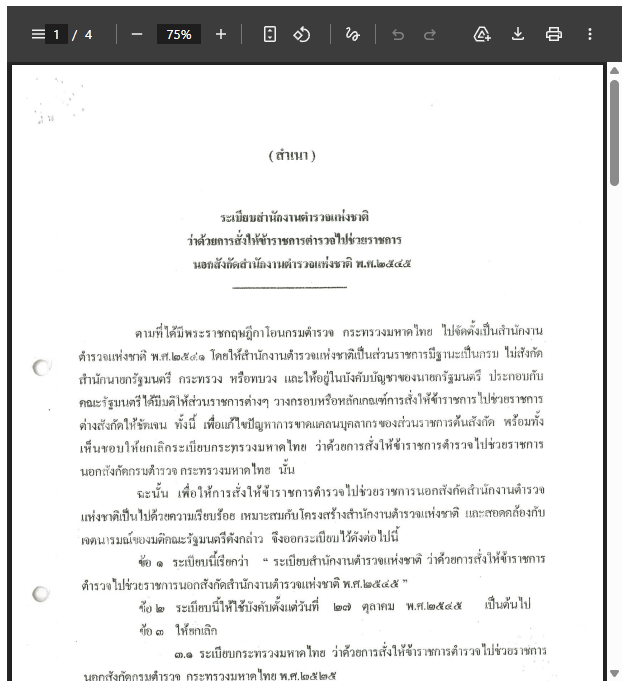 1 / 4
75%
( สำเนา )
ระเบียบสำนักงานตำรวจแห่งชาติ
ว่าด้วยการสั่งให้ข้าราชการตำรวจไปช่วยราชการ
นอกสังกัดสำนักงานตำรวจแห่งชาติ พ.ศ.๒๕๔๕
ตามที่ได้มีพระราชกฤษฎีกาโอนกรมตำรวจ กระทรวงมหาดไทย ไปจัดตั้งเป็นสำนักงาน
ตำรวจแห่งชาติ พ.ศ.๒๕๔๑ โดยให้สำนักงานตำรวจแห่งชาติเป็นส่วนราชการมีฐานะเป็นกรม ไม่สังกัด
สำนักนายกรัฐมนตรี กระทรวง หรือทบวง และให้อยู่ในบังคับบัญชาของนายกรัฐมนตรี ประกอบกับ
คณะรัฐมนตรีได้มีมติให้ส่วนราชการต่างๆ วางกรอบหรือหลักเกณฑ์การสั่งให้ข้าราชการไปช่วยราชการ
ต่างสังกัดให้ชัดเจน ทั้งนี้ เพื่อแก้ไขปัญหาการขาดแคลนบุคลากรของส่วนราชการต้นสังกัด พร้อมทั้ง
เห็นชอบให้ยกเลิกระเบียบกระทรวงมหาดไทย ว่าด้วยการสั่งให้ข้าราชการตำรวจไปช่วยราชการ
นอกสังกัดกรมตำรวจ กระทรวงมหาดไทย นั้น
ฉะนั้น เพื่อให้การสั่งให้ข้าราชการตำรวจไปช่วยราชการนอกสังกัดสำนักงานตำรวจ
แห่งชาติเป็นไปด้วยความเรียบร้อย เหมาะสมกับโครงสร้างสำนักงานตำรวจแห่งชาติ และสอดคล้องกับ
เจตนารมณ์ของมติคณะรัฐมนตรีดังกล่าว จึงออกระเบียบไว้ดังต่อไปนี้
ข้อ ๑ ระเบียบนี้เรียกว่า “ ระเบียบสำนักงานตำรวจแห่งชาติ ว่าด้วยการสั่งให้ข้าราชการ
ตำรวจไปช่วยราชการนอกสังกัดสำนักงานตำรวจแห่งชาติ พ.ศ.๒๕๔๕ ”
ข้อ ๒ ระเบียบนี้ให้ใช้บังคับตั้งแต่วันที่ ๒๗ ตุลาคม พ.ศ.๒๕๔๕ เป็นต้นไป
ข้อ ๓ ให้ยกเลิก
๓.๑ ระเบียบกระทรวงมหาดไทย ว่าด้วยการสั่งให้ข้าราชการตำรวจไปช่วยราชการ
นอกสังกัดกรมตำรวจ กระทรวงมหาดไทย พ.ศ.๒๕๒๕